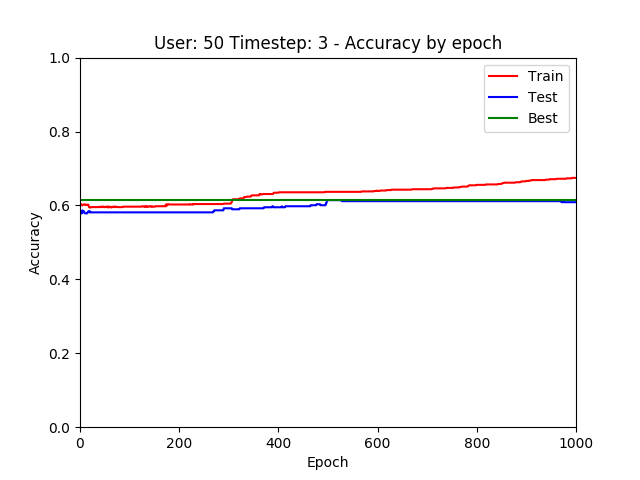 User: 50 Timestep: 3 - Accuracy by epoch
1.0
0.8
0.6
0.4
0.2
0.0
Accuracy
Train
Test
Best
0 200 400 600 800 1000
Epoch